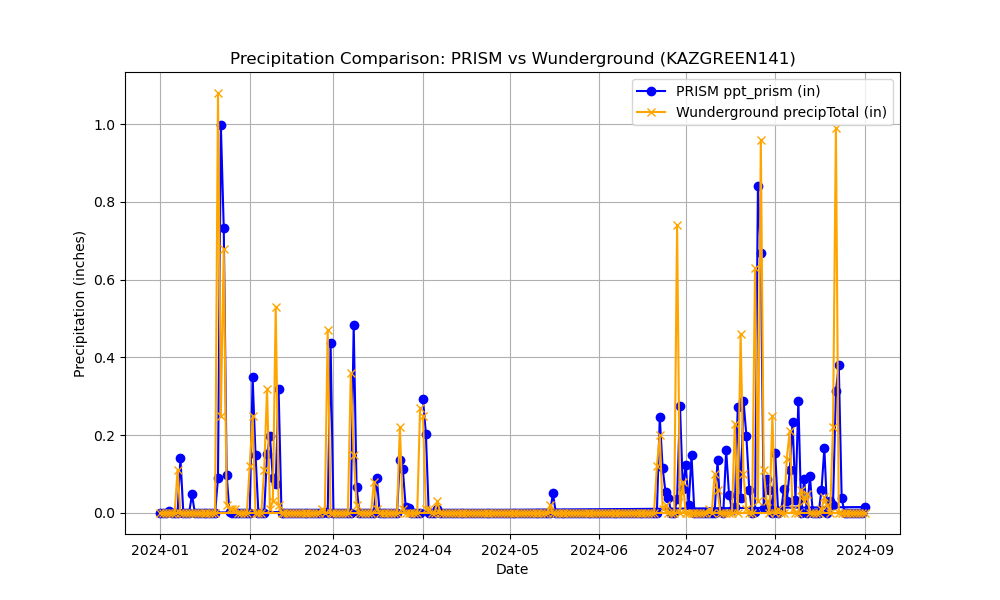 Precipitation Comparison: PRISM vs Wunderground (KAZGREEN141)
PRISM ppt_prism (in)
Wunderground precipTotal (in)
Precipitation (inches)
1.0
0.8
0.6
0.4
0.2
0.0
2024-01 2024-02 2024-03 2024-04 2024-05 2024-06 2024-07 2024-08 2024-09
Date